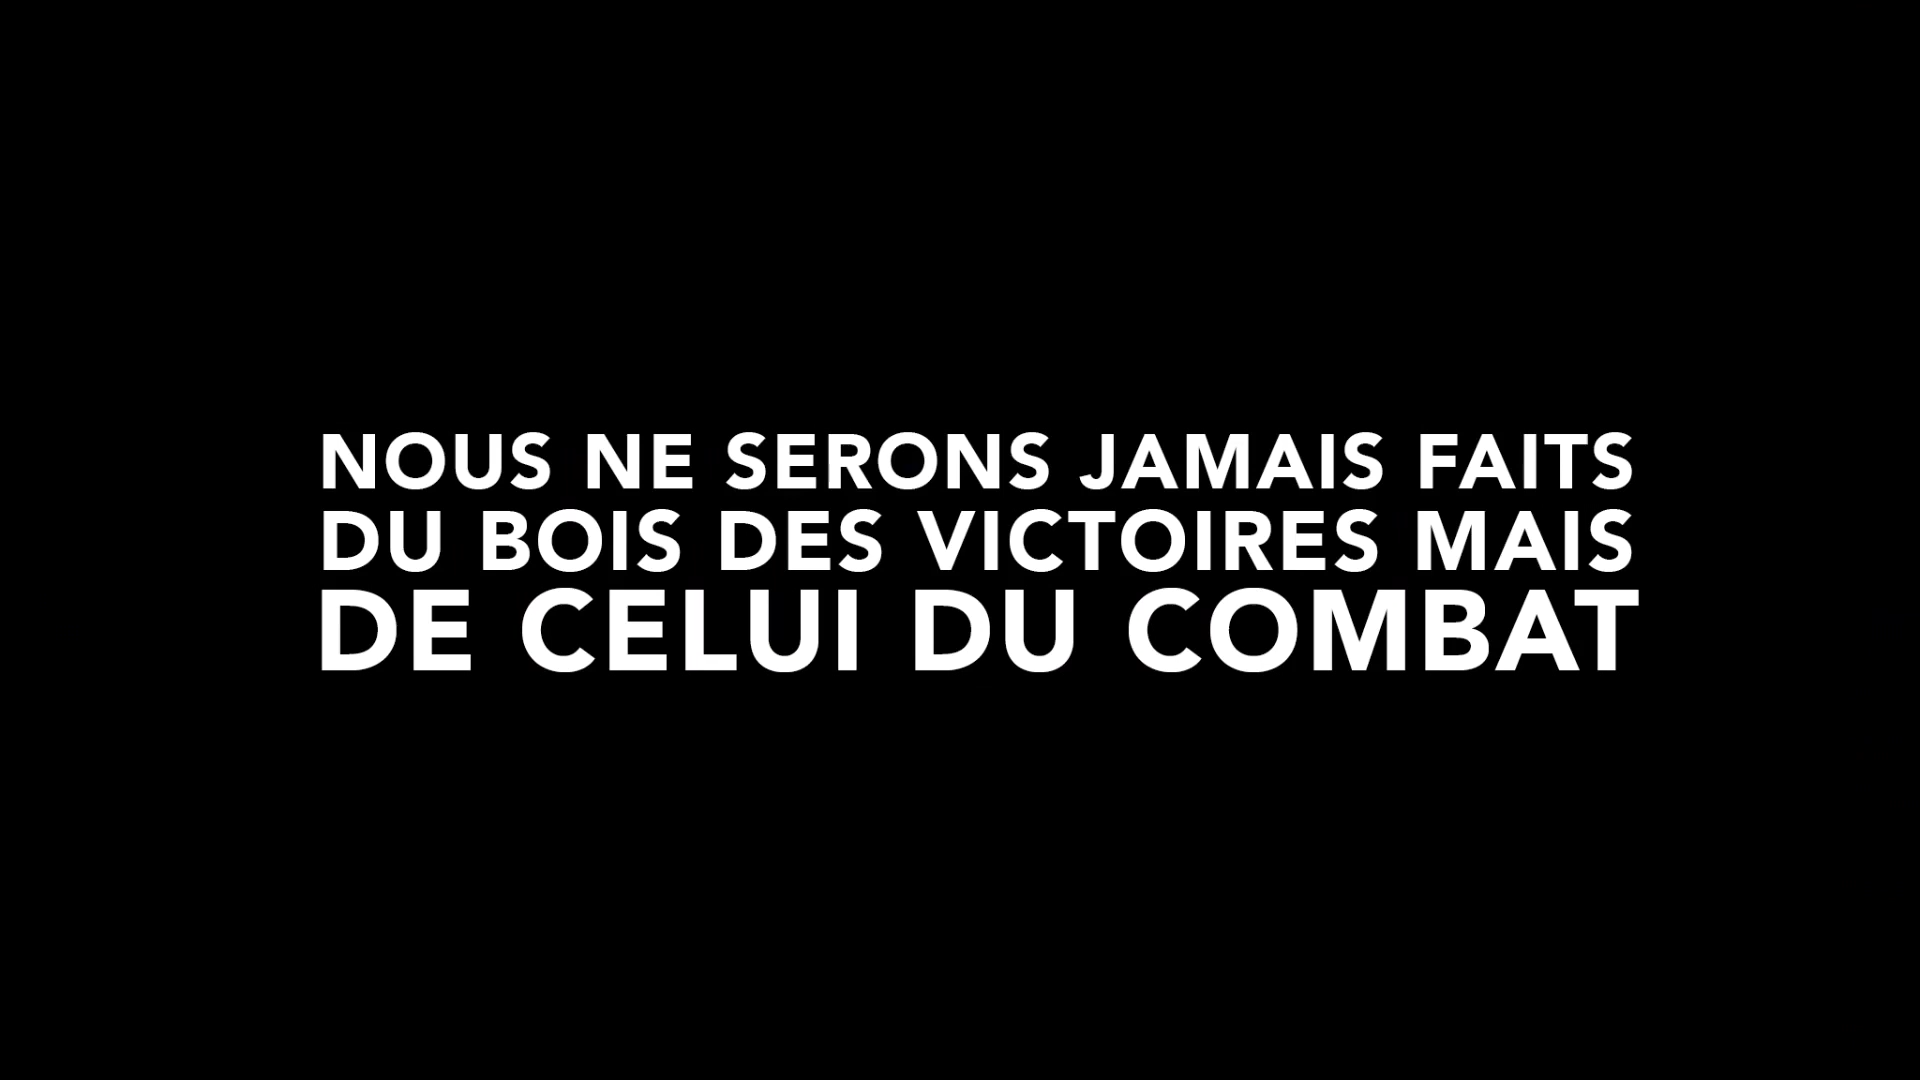 NOUS NE SERONS JAMAIS FAITS
DU BOIS DES VICTOIRES MAIS
DE CELUI DU COMBAT